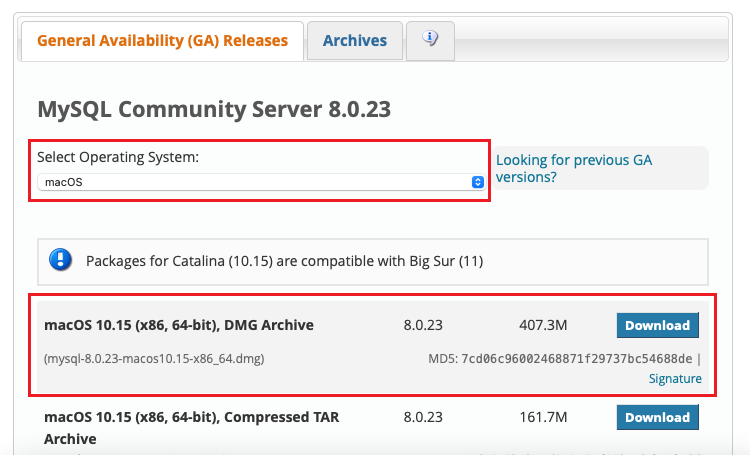 General Availability (GA) Releases
Archives
MySQL Community Server 8.0.23
Select Operating System:
macOS
Looking for previous GA
versions?
Packages for Catalina (10.15) are compatible with Big Sur (11)
macOS 10.15 (x86, 64-bit), DMG Archive 8.0.23 407.3M Download
(mysql-8.0.23-macos10.15-x86_64.dmg) MD5: 7cd06c96002468871f29737bc54688de |
Signature
macOS 10.15 (x86, 64-bit), Compressed TAR 8.0.23 161.7M Download
Archive